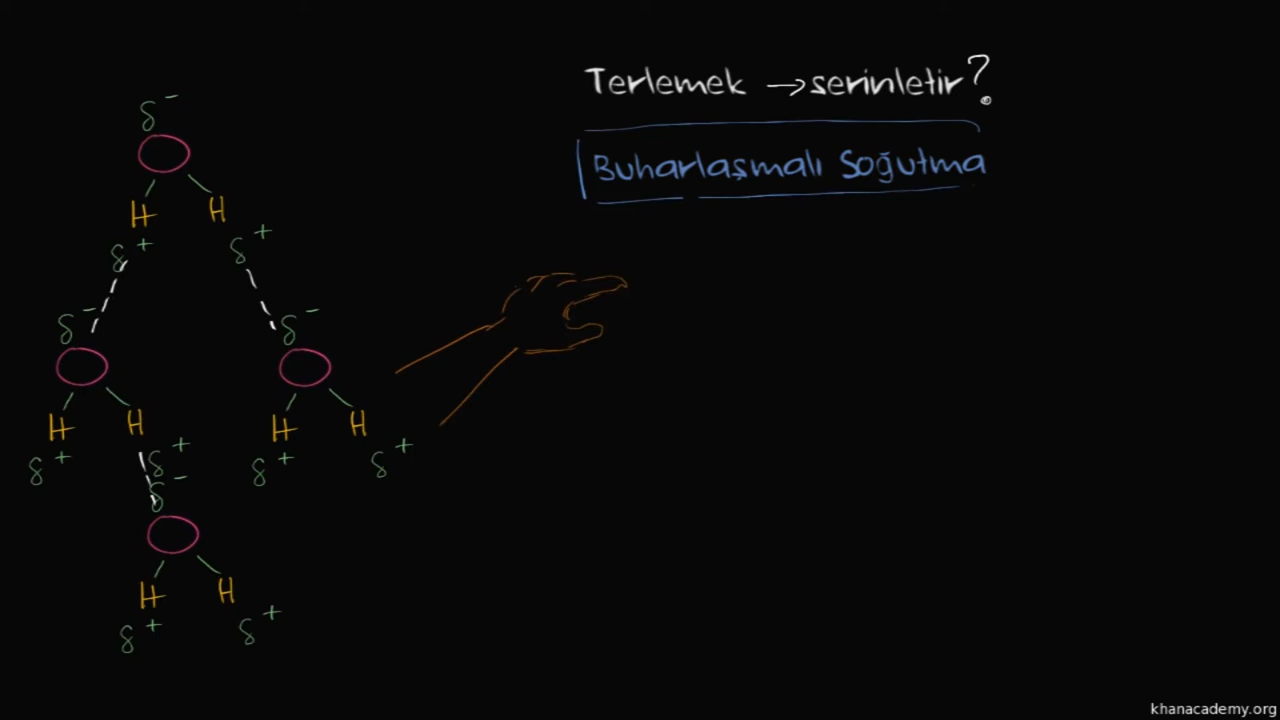 Terlemek → serinletir?
Buharlaşmalı Soğutma
δ⁻
H H
δ⁺ δ⁺
δ⁻ δ⁻
H H H H
δ⁺ δ⁺ δ⁺ δ⁺
δ⁻
H H
δ⁺ δ⁺
khanacademy.org